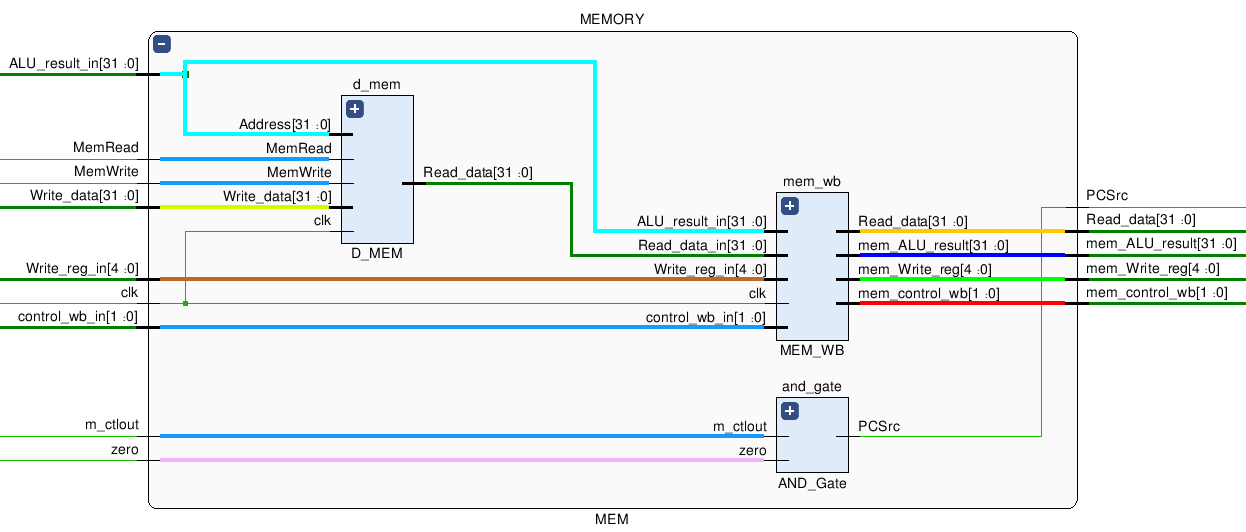 MEMORY
ALU_result_in[31 :0]
MemRead
MemWrite
Write_data[31 :0]
Write_reg_in[4 :0]
clk
control_wb_in[1 :0]
m_ctlout
zero
d_mem
Address[31 :0]
MemRead
MemWrite
Write_data[31 :0]
clk
Read_data[31 :0]
D_MEM
mem_wb
ALU_result_in[31 :0]
Read_data_in[31 :0]
Write_reg_in[4 :0]
clk
control_wb_in[1 :0]
Read_data[31 :0]
mem_ALU_result[31 :0]
mem_Write_reg[4 :0]
mem_control_wb[1 :0]
MEM_WB
and_gate
m_ctlout
zero
PCSrc
AND_Gate
PCSrc
Read_data[31 :0]
mem_ALU_result[31 :0]
mem_Write_reg[4 :0]
mem_control_wb[1 :0]
MEM